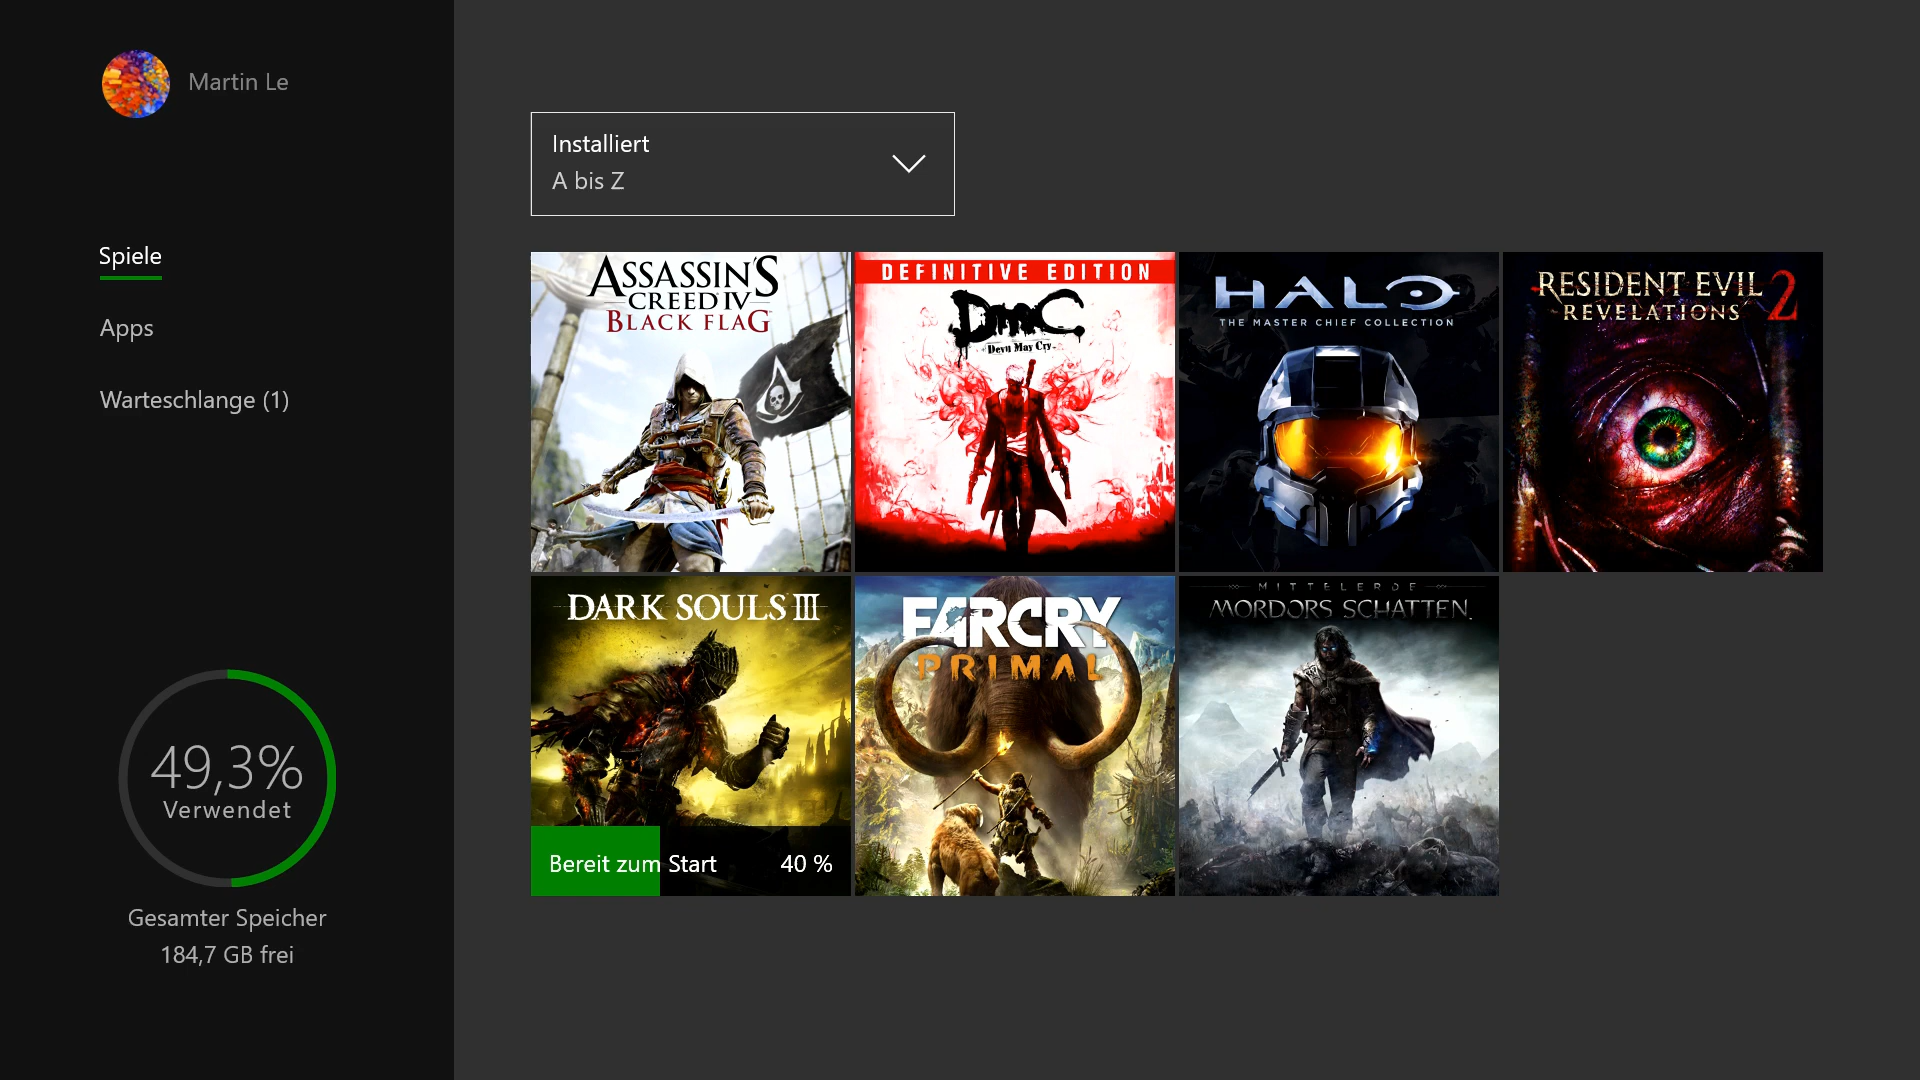 Martin Le
Spiele
Apps
Warteschlange (1)
49,3%
Verwendet
Gesamter Speicher
184,7 GB frei
Installiert
A bis Z
ASSASSIN'S
CREED IV
BLACK FLAG
DEFINITIVE EDITION
DmC
Devil May Cry
HALO
THE MASTER CHIEF COLLECTION
RESIDENT EVIL
REVELATIONS 2
DARK SOULS III
Bereit zum Start 40 %
FARCRY
PRIMAL
MITTELERDE
MORDORS SCHATTEN